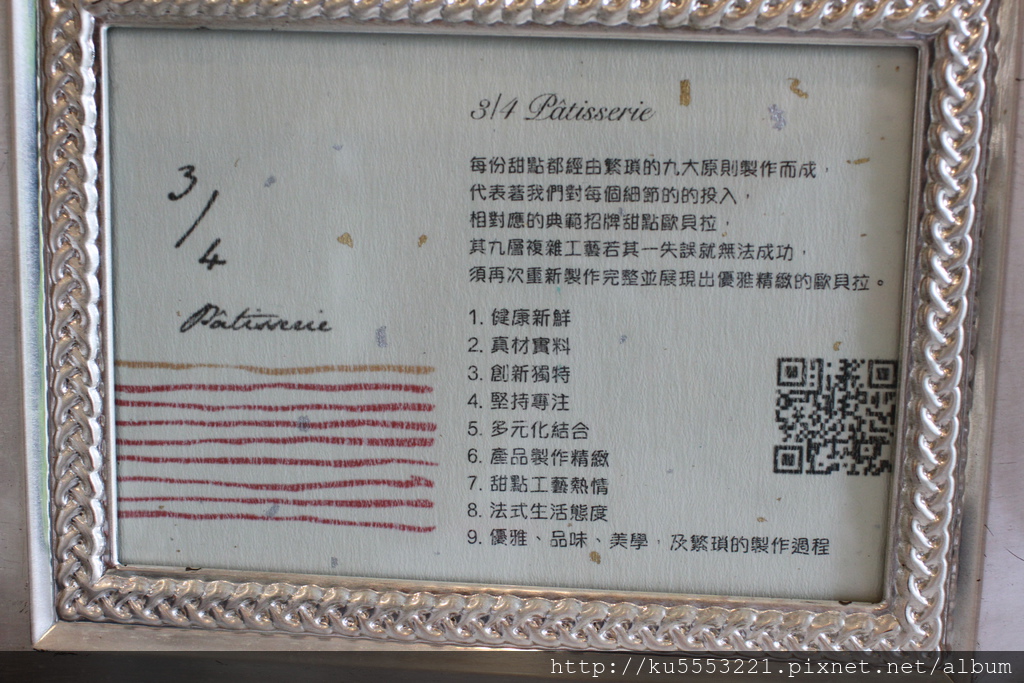 3/4
Pâtisserie
3/4 Pâtisserie
每份甜點都經由繁瑣的九大原則製作而成，
代表著我們對每個細節的的投入，
相對應的典範招牌甜點歐貝拉，
其九層複雜工藝若其一失誤就無法成功，
須再次重新製作完整並展現出優雅精緻的歐貝拉。
1. 健康新鮮
2. 真材實料
3. 創新獨特
4. 堅持專注
5. 多元化結合
6. 產品製作精緻
7. 甜點工藝熱情
8. 法式生活態度
9. 優雅、品味、美學，及繁瑣的製作過程
http://ku5553221.pixnet.net/album